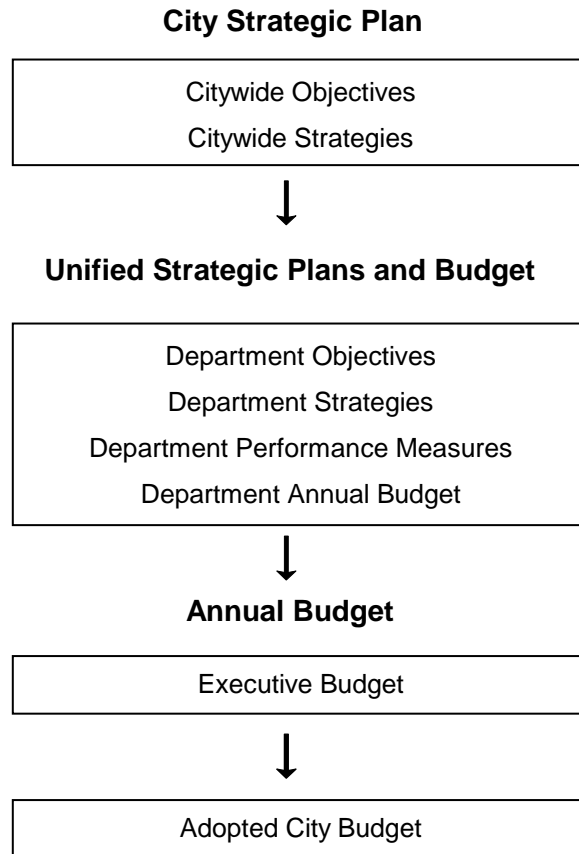 City Strategic Plan
Citywide Objectives
Citywide Strategies
Unified Strategic Plans and Budget
Department Objectives
Department Strategies
Department Performance Measures
Department Annual Budget
Annual Budget
Executive Budget
Adopted City Budget